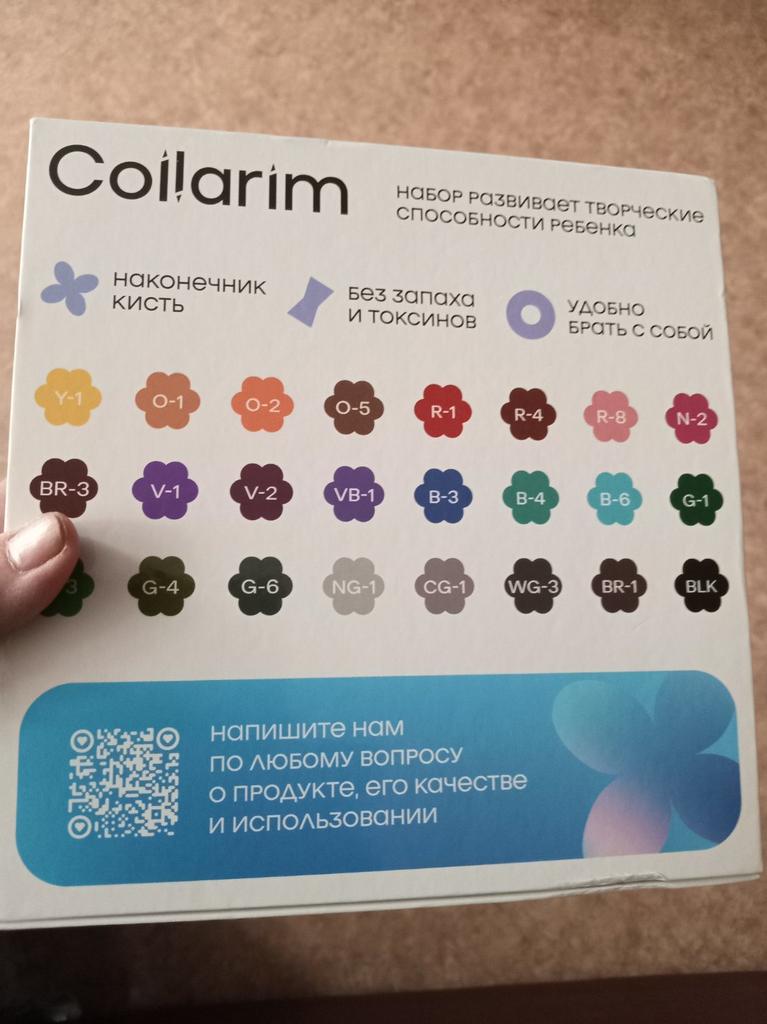 Collarim
набор развивает творческие
способности ребенка
наконечник
кисть
без запаха
и токсинов
удобно
брать с собой
Y-1 O-1 O-2 O-5 R-1 R-4 R-8 N-2
BR-3 V-1 V-2 VB-1 B-3 B-4 B-6 G-1
3 G-4 G-6 NG-1 CG-1 WG-3 BR-1 BLK
напишите нам
по любому вопросу
о продукте, его качестве
и использовании